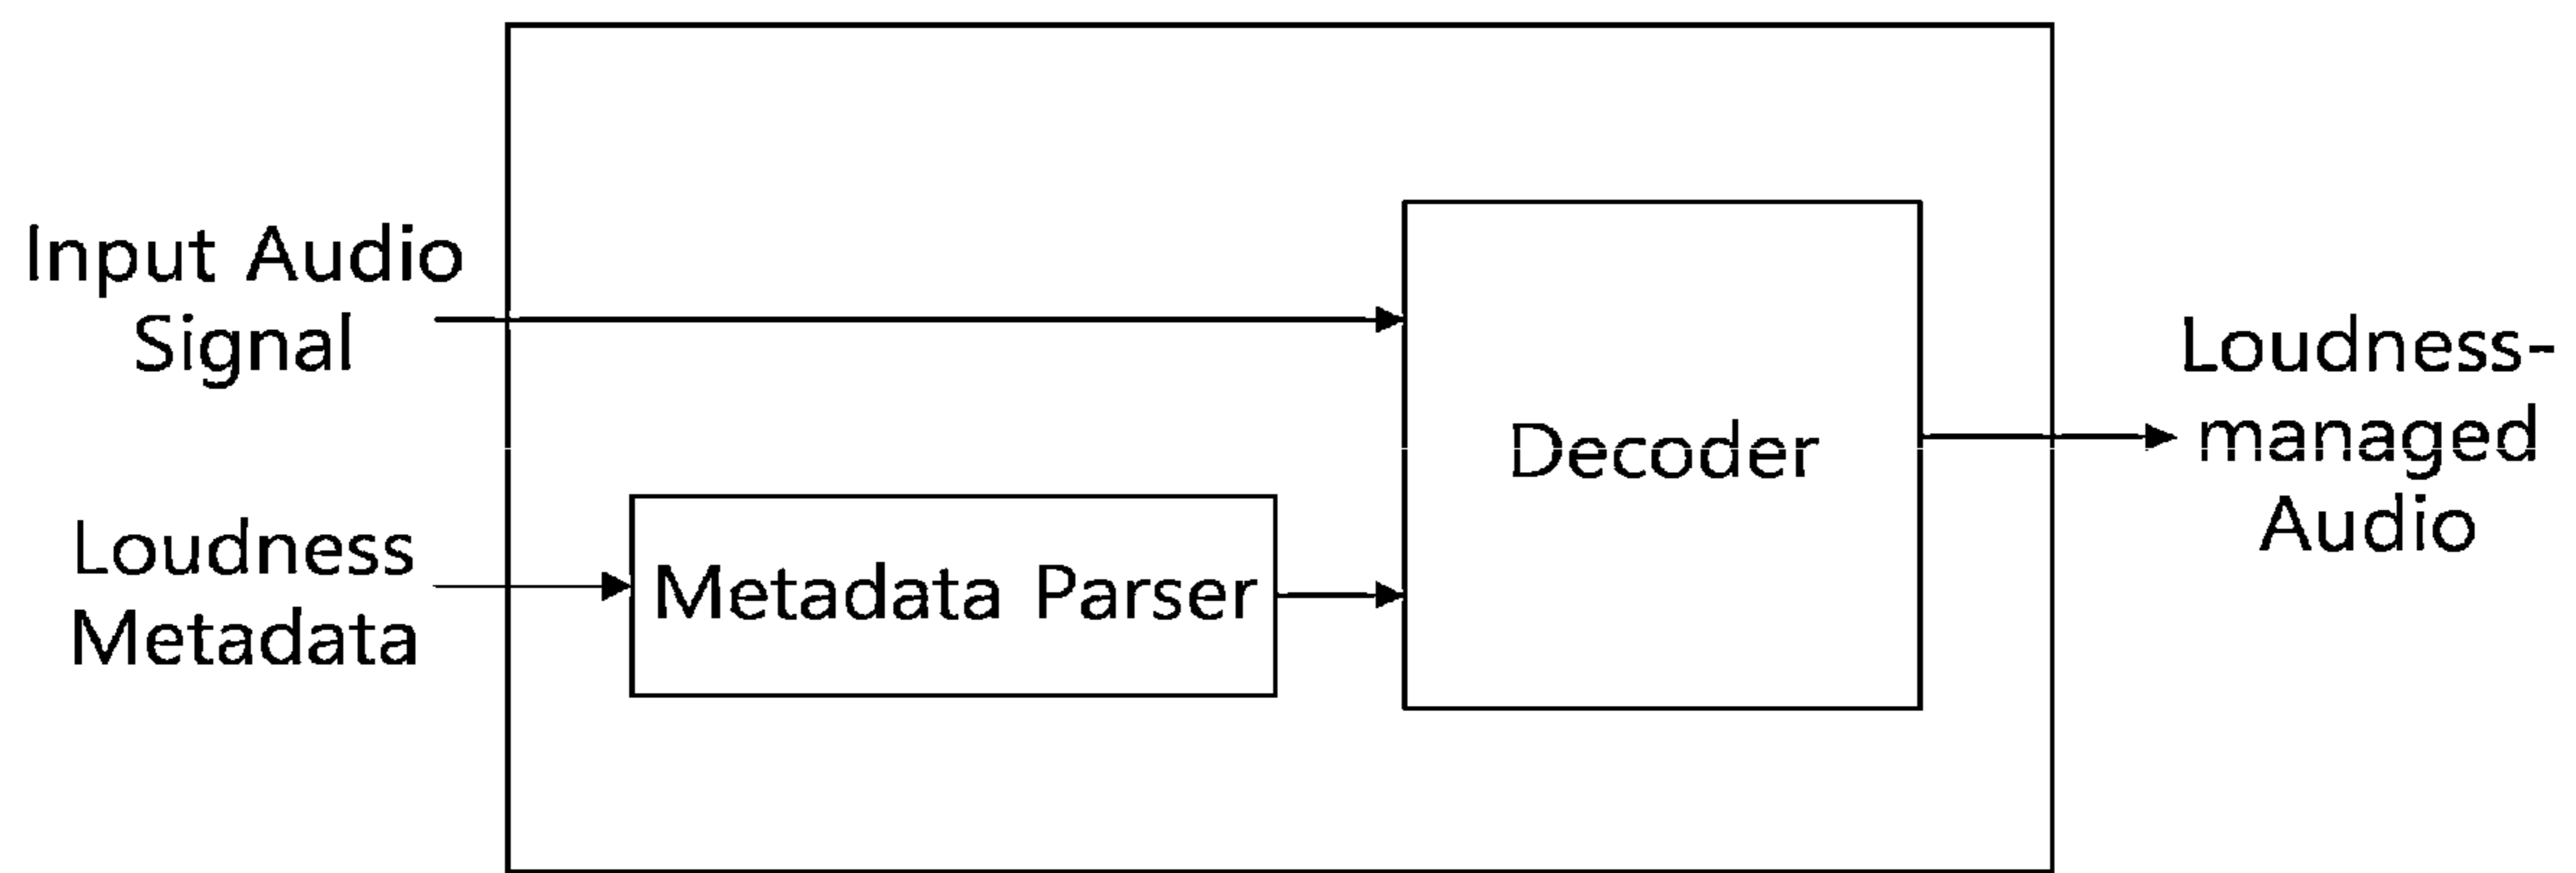 Input Audio
Signal
Loudness
Metadata
Metadata Parser
Decoder
Loudness-
managed
Audio